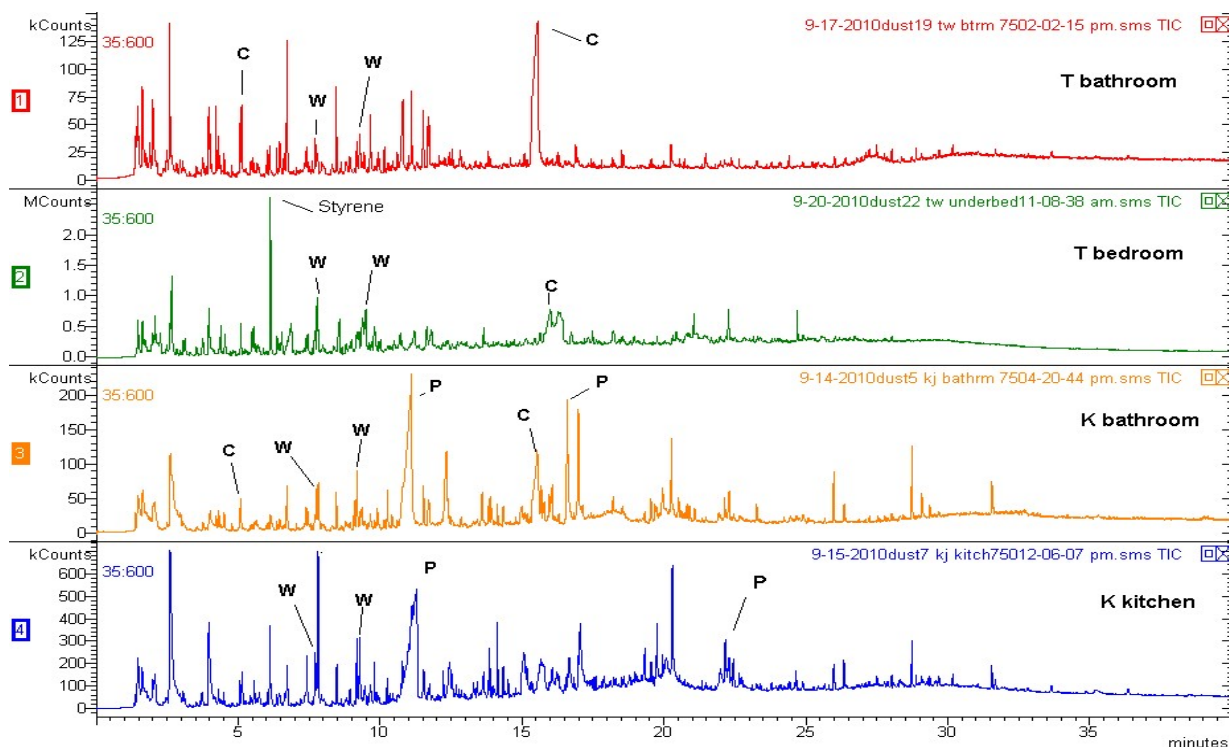 kCounts
9-17-2010dust19 tw btrm 7502-02-15 pm.sms TIC
35:600
125
100
75
50
25
0
1
C
W
W
C
T bathroom
MCounts
9-20-2010dust22 tw underbed11-08-38 am.sms TIC
35:600
2.0
1.5
1.0
0.5
0.0
2
Styrene
W
W
C
T bedroom
kCounts
9-14-2010dust5 kj bathrm 7504-20-44 pm.sms TIC
35:600
200
150
100
50
0
3
C
W
W
P
C
P
K bathroom
kCounts
9-15-2010dust7 kj kitch75012-06-07 pm.sms TIC
35:600
600
500
400
300
200
100
0
4
W
W
P
P
K kitchen
5
10
15
20
25
30
35
minutes